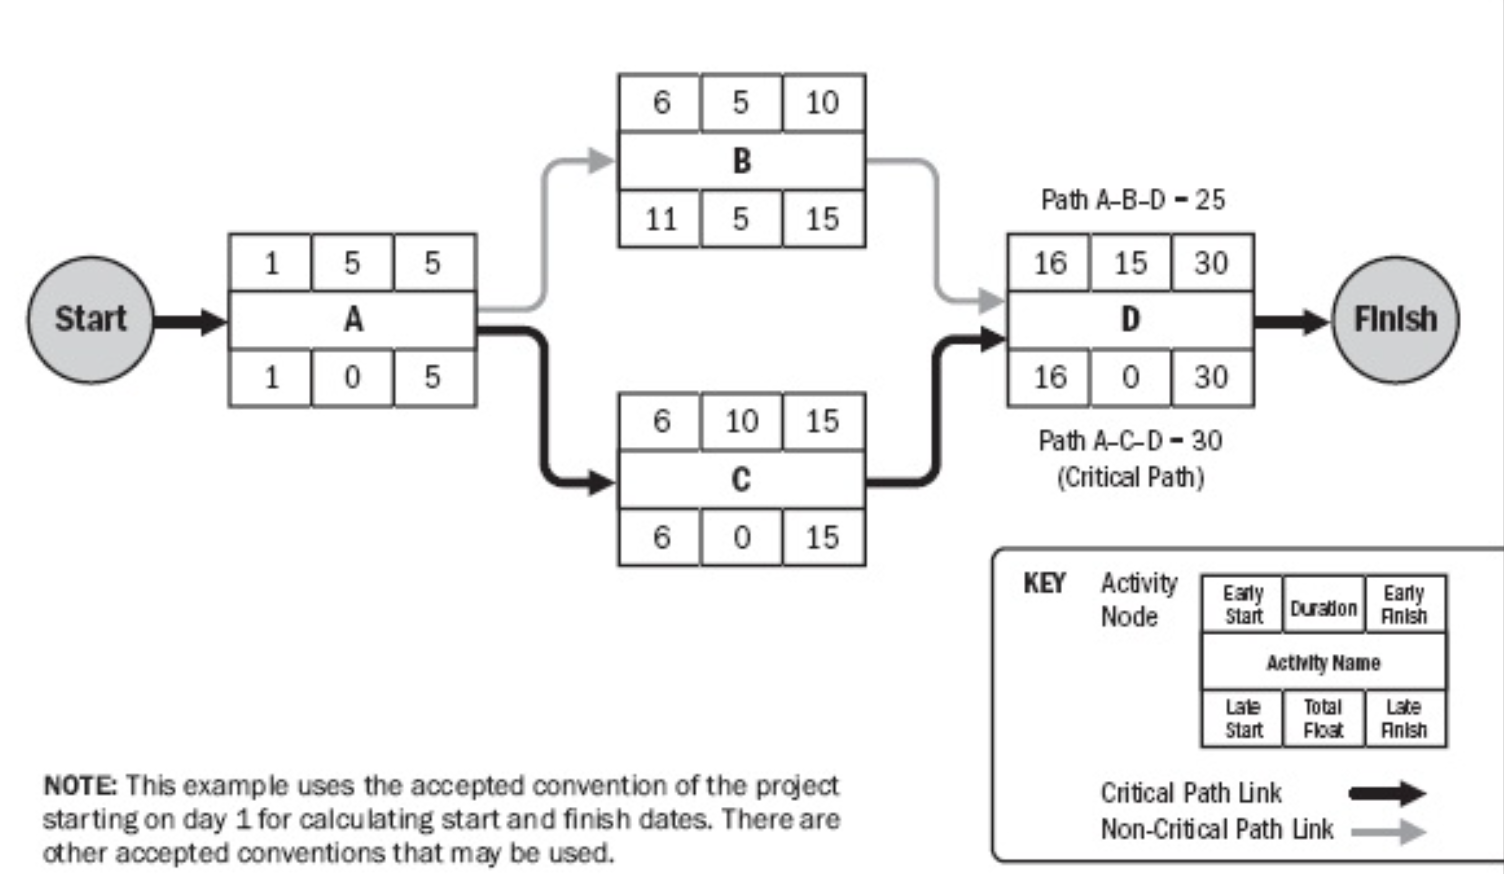 6 5 10
B
11 5 15
Path A-B-D = 25
Start
1 5 5
A
1 0 5
16 15 30
D
16 0 30
Finish
6 10 15
C
6 0 15
Path A-C-D = 30
(Critical Path)
KEY
Activity
Node
Early
Start
Duration
Early
Finish
Activity Name
Late
Start
Total
Float
Late
Finish
Critical Path Link
Non-Critical Path Link
NOTE: This example uses the accepted convention of the project
starting on day 1 for calculating start and finish dates. There are
other accepted conventions that may be used.